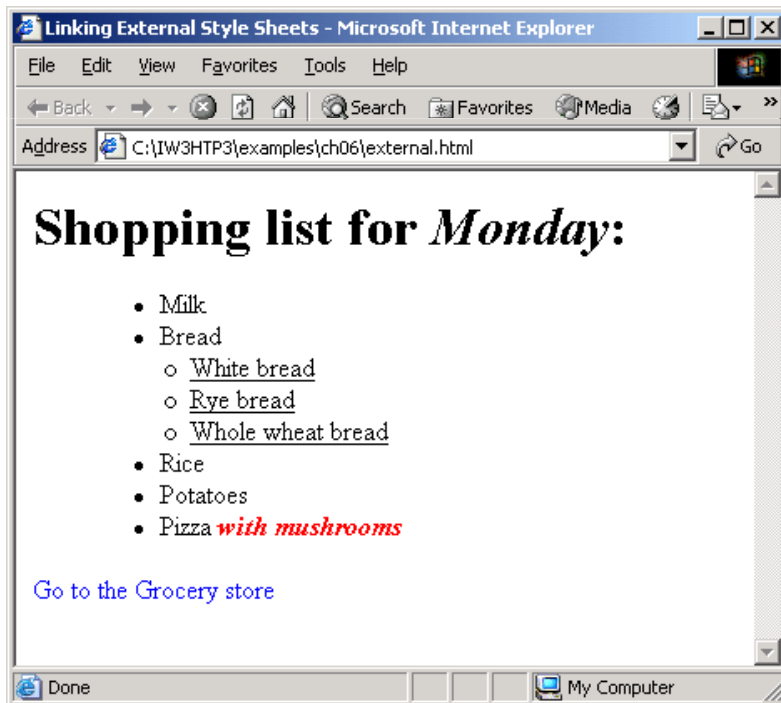 Linking External Style Sheets - Microsoft Internet Explorer
File Edit View Favorites Tools Help
Back Search Favorites Media »
Address C:\IW3HTP3\examples\ch06\external.html Go
Shopping list for Monday:
• Milk
• Bread
○ White bread
○ Rye bread
○ Whole wheat bread
• Rice
• Potatoes
• Pizza with mushrooms
Go to the Grocery store
Done My Computer